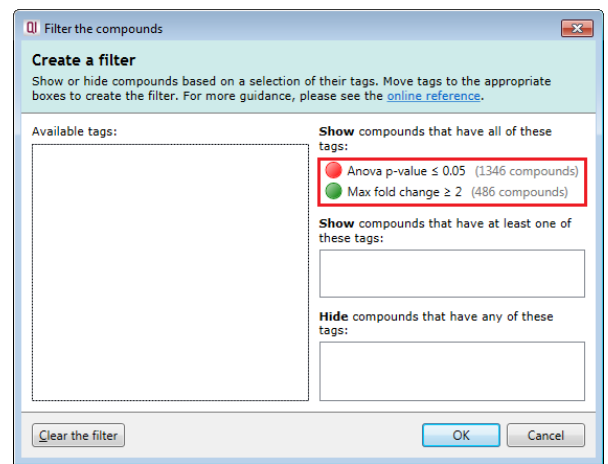 QI Filter the compounds
Create a filter
Show or hide compounds based on a selection of their tags. Move tags to the appropriate
boxes to create the filter. For more guidance, please see the online reference.
Available tags:
Show compounds that have all of these
tags:
Anova p-value ≤ 0.05 (1346 compounds)
Max fold change ≥ 2 (486 compounds)
Show compounds that have at least one of
these tags:
Hide compounds that have any of these
tags:
Clear the filter
OK
Cancel